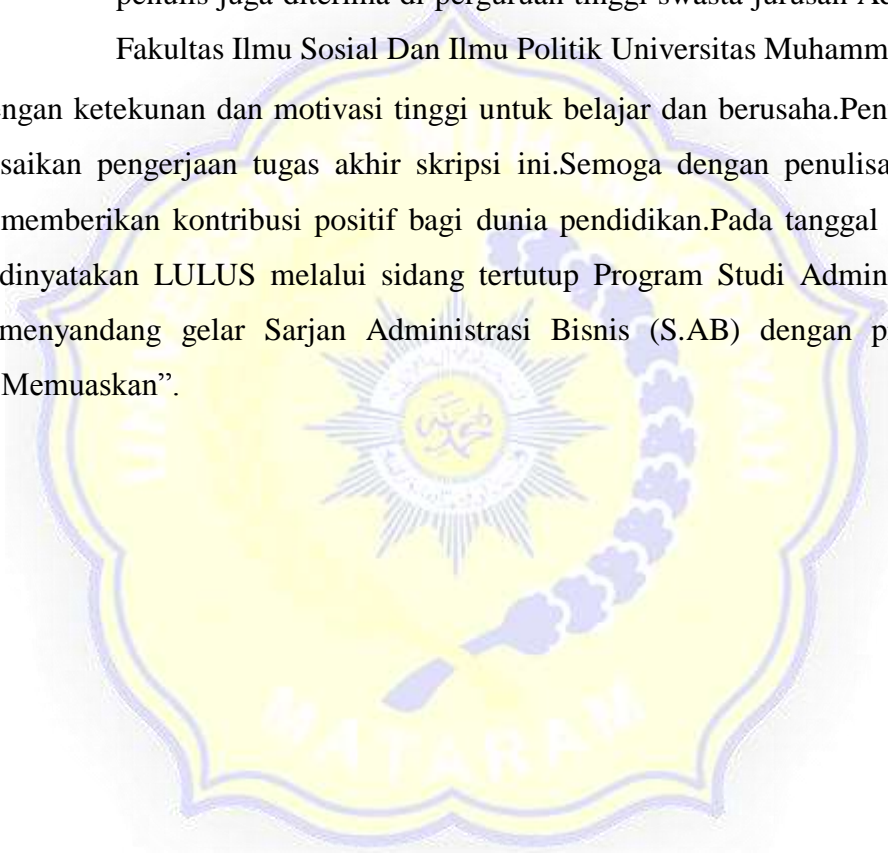 penulis juga diterima di perguruan tinggi swasta jurusan
Fakultas Ilmu Sosial Dan Ilmu Politik Universitas Muhamm
ngan ketekunan dan motivasi tinggi untuk belajar dan berusaha.Pen
saikan pengerjaan tugas akhir skripsi ini.Semoga dengan penulisa
memberikan kontribusi positif bagi dunia pendidikan.Pada tanggal
dinyatakan LULUS melalui sidang tertutup Program Studi Admin
menyandang gelar Sarjan Administrasi Bisnis (S.AB) dengan p
Memuaskan”.
UNIVERSITAS MUHAMMADIYAH
MATARAM